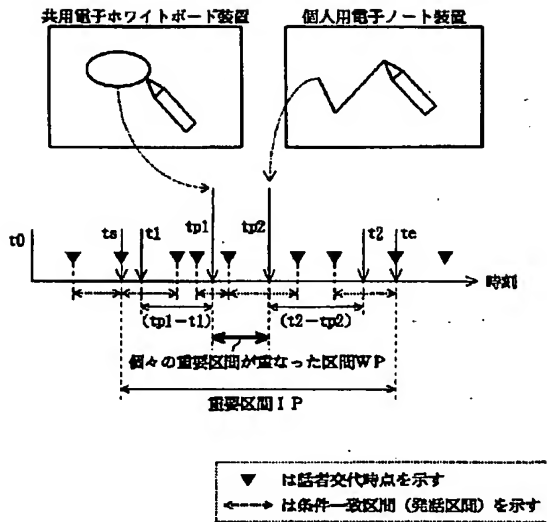 共用電子ホワイトボード装置
個人用電子ノート装置
t0
ts
t1
tp1
tp2
t2
te
時刻
(tp1−t1)
(t2−tp2)
個々の重要区間が重なった区間WP
重要区間IP
▼ は話者交代時点を示す
は条件一致区間(発話区間)を示す